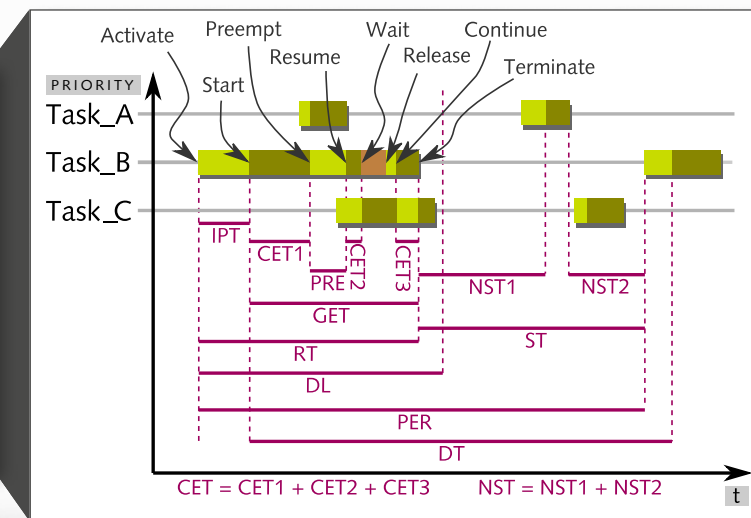 Activate
Preempt
Wait
Continue
Resume
Release
Start
Terminate
PRIORITY
Task_A
Task_B
Task_C
IPT
CET1
PRE
CET2
CET3
NST1
NST2
GET
ST
RT
DL
PER
DT
CET = CET1 + CET2 + CET3
NST = NST1 + NST2
t